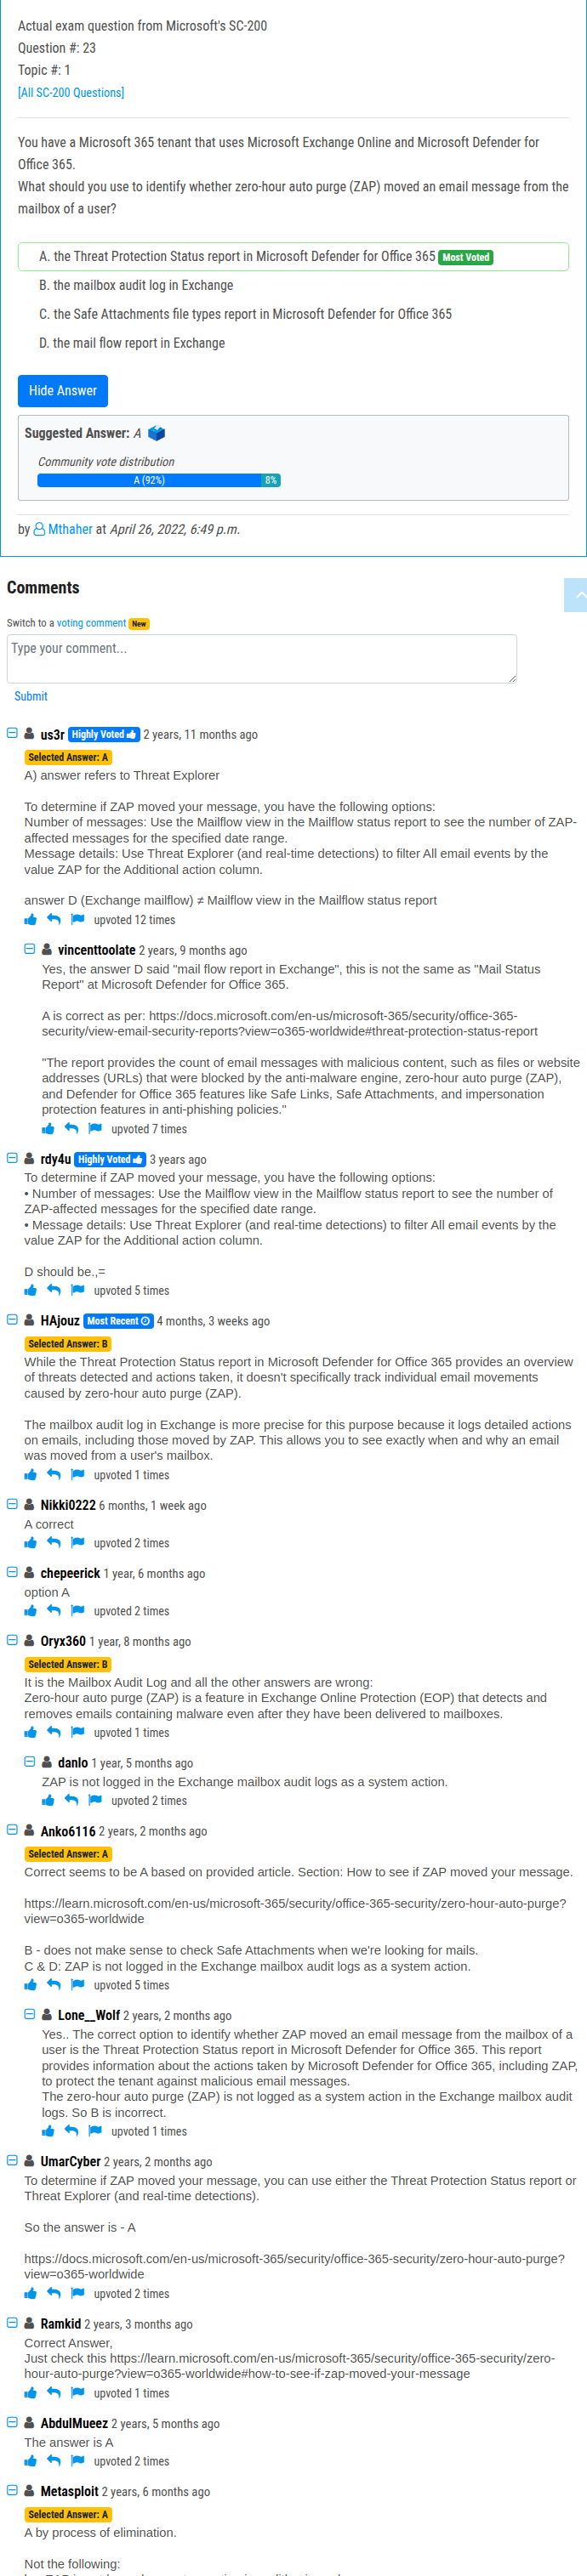 Actual exam question from Microsoft's SC-200
Question #: 23
Topic #: 1
[All SC-200 Questions]
You have a Microsoft 365 tenant that uses Microsoft Exchange Online and Microsoft Defender for
Office 365.
What should you use to identify whether zero-hour auto purge (ZAP) moved an email message from the
mailbox of a user?
A. the Threat Protection Status report in Microsoft Defender for Office 365 Most Voted
B. the mailbox audit log in Exchange
C. the Safe Attachments file types report in Microsoft Defender for Office 365
D. the mail flow report in Exchange
Hide Answer
Suggested Answer: A
Community vote distribution
A (92%) 8%
by Mthaher at April 26, 2022, 6:49 p.m.
Comments
Switch to a voting comment New
Type your comment...
Submit
us3r Highly Voted 2 years, 11 months ago
Selected Answer: A
A) answer refers to Threat Explorer
To determine if ZAP moved your message, you have the following options:
Number of messages: Use the Mailflow view in the Mailflow status report to see the number of ZAP-
affected messages for the specified date range.
Message details: Use Threat Explorer (and real-time detections) to filter All email events by the
value ZAP for the Additional action column.
answer D (Exchange mailflow) ≠ Mailflow view in the Mailflow status report
upvoted 12 times
vincenttoolate 2 years, 9 months ago
Yes, the answer D said "mail flow report in Exchange", this is not the same as "Mail Status
Report" at Microsoft Defender for Office 365.
A is correct as per: https://docs.microsoft.com/en-us/microsoft-365/security/office-365-
security/view-email-security-reports?view=o365-worldwide#threat-protection-status-report
"The report provides the count of email messages with malicious content, such as files or website
addresses (URLs) that were blocked by the anti-malware engine, zero-hour auto purge (ZAP),
and Defender for Office 365 features like Safe Links, Safe Attachments, and impersonation
protection features in anti-phishing policies."
upvoted 7 times
rdy4u Highly Voted 3 years ago
To determine if ZAP moved your message, you have the following options:
• Number of messages: Use the Mailflow view in the Mailflow status report to see the number of
ZAP-affected messages for the specified date range.
• Message details: Use Threat Explorer (and real-time detections) to filter All email events by the
value ZAP for the Additional action column.
D should be.,=
upvoted 5 times
HAjouz Most Recent 4 months, 3 weeks ago
Selected Answer: B
While the Threat Protection Status report in Microsoft Defender for Office 365 provides an overview
of threats detected and actions taken, it doesn't specifically track individual email movements
caused by zero-hour auto purge (ZAP).
The mailbox audit log in Exchange is more precise for this purpose because it logs detailed actions
on emails, including those moved by ZAP. This allows you to see exactly when and why an email
was moved from a user's mailbox.
upvoted 1 times
Nikki0222 6 months, 1 week ago
A correct
upvoted 2 times
chepeerick 1 year, 6 months ago
option A
upvoted 2 times
Oryx360 1 year, 8 months ago
Selected Answer: B
It is the Mailbox Audit Log and all the other answers are wrong:
Zero-hour auto purge (ZAP) is a feature in Exchange Online Protection (EOP) that detects and
removes emails containing malware even after they have been delivered to mailboxes.
upvoted 1 times
danlo 1 year, 5 months ago
ZAP is not logged in the Exchange mailbox audit logs as a system action.
upvoted 2 times
Anko6116 2 years, 2 months ago
Selected Answer: A
Correct seems to be A based on provided article. Section: How to see if ZAP moved your message.
https://learn.microsoft.com/en-us/microsoft-365/security/office-365-security/zero-hour-auto-purge?
view=o365-worldwide
B - does not make sense to check Safe Attachments when we're looking for mails.
C & D: ZAP is not logged in the Exchange mailbox audit logs as a system action.
upvoted 5 times
Lone__Wolf 2 years, 2 months ago
Yes.. The correct option to identify whether ZAP moved an email message from the mailbox of a
user is the Threat Protection Status report in Microsoft Defender for Office 365. This report
provides information about the actions taken by Microsoft Defender for Office 365, including ZAP,
to protect the tenant against malicious email messages.
The zero-hour auto purge (ZAP) is not logged as a system action in the Exchange mailbox audit
logs. So B is incorrect.
upvoted 1 times
UmarCyber 2 years, 2 months ago
To determine if ZAP moved your message, you can use either the Threat Protection Status report or
Threat Explorer (and real-time detections).
So the answer is - A
https://docs.microsoft.com/en-us/microsoft-365/security/office-365-security/zero-hour-auto-purge?
view=o365-worldwide
upvoted 2 times
Ramkid 2 years, 3 months ago
Correct Answer,
Just check this https://learn.microsoft.com/en-us/microsoft-365/security/office-365-security/zero-
hour-auto-purge?view=o365-worldwide#how-to-see-if-zap-moved-your-message
upvoted 1 times
AbdulMueez 2 years, 5 months ago
The answer is A
upvoted 2 times
Metasploit 2 years, 6 months ago
Selected Answer: A
A by process of elimination.
Not the following: